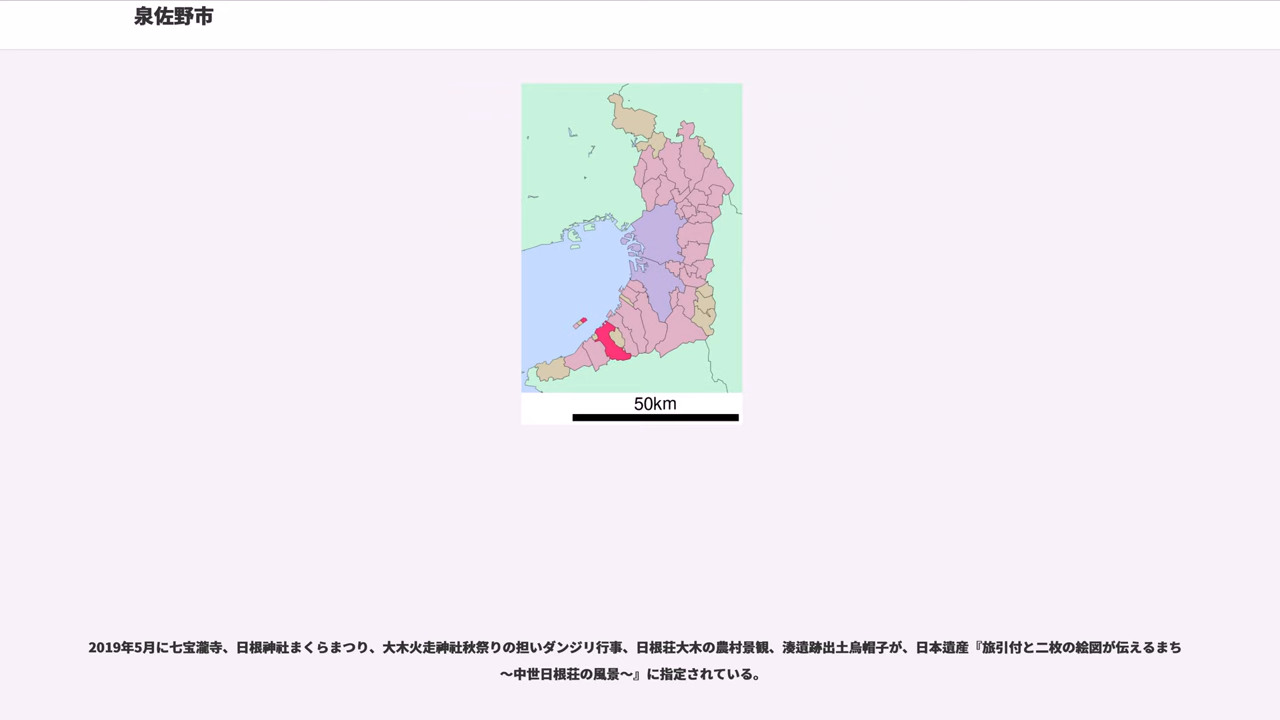 泉佐野市
50km
2019年5月に七宝瀧寺、日根神社まくらまつり、大木火走神社秋祭りの担いダンジリ行事、日根荘大木の農村景観、湊遺跡出土烏帽子が、日本遺産『旅引付と二枚の絵図が伝えるまち
〜中世日根荘の風景〜』に指定されている。